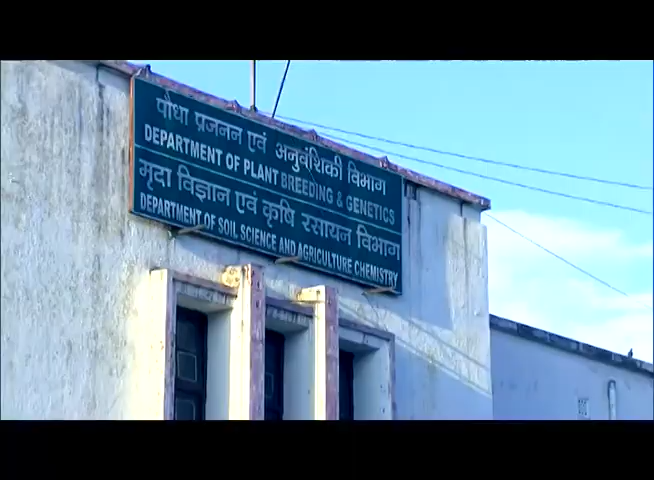 पौधा प्रजनन एवं अनुवंशिकी विभाग
DEPARTMENT OF PLANT BREEDING & GENETICS
मृदा विज्ञान एवं कृषि रसायन विभाग
DEPARTMENT OF SOIL SCIENCE AND AGRICULTURE CHEMISTRY